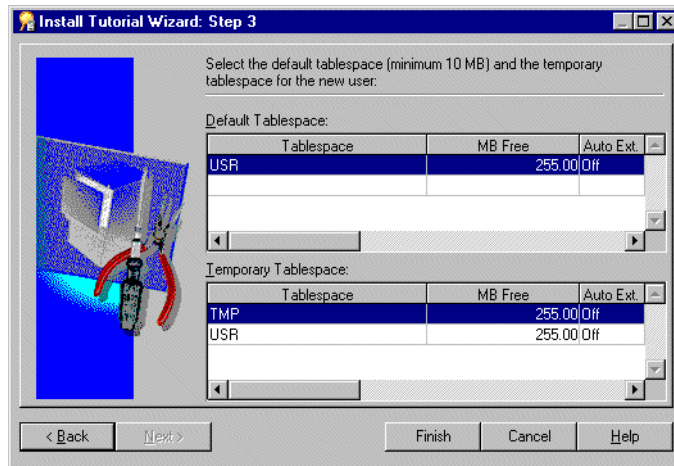 Install Tutorial Wizard: Step 3
Select the default tablespace (minimum 10 MB) and the temporary
tablespace for the new user:
Default Tablespace:
Tablespace MB Free Auto Ext.
USR 255.00 Off
Temporary Tablespace:
Tablespace MB Free Auto Ext.
TMP 255.00 Off
USR 255.00 Off
< Back Next > Finish Cancel Help